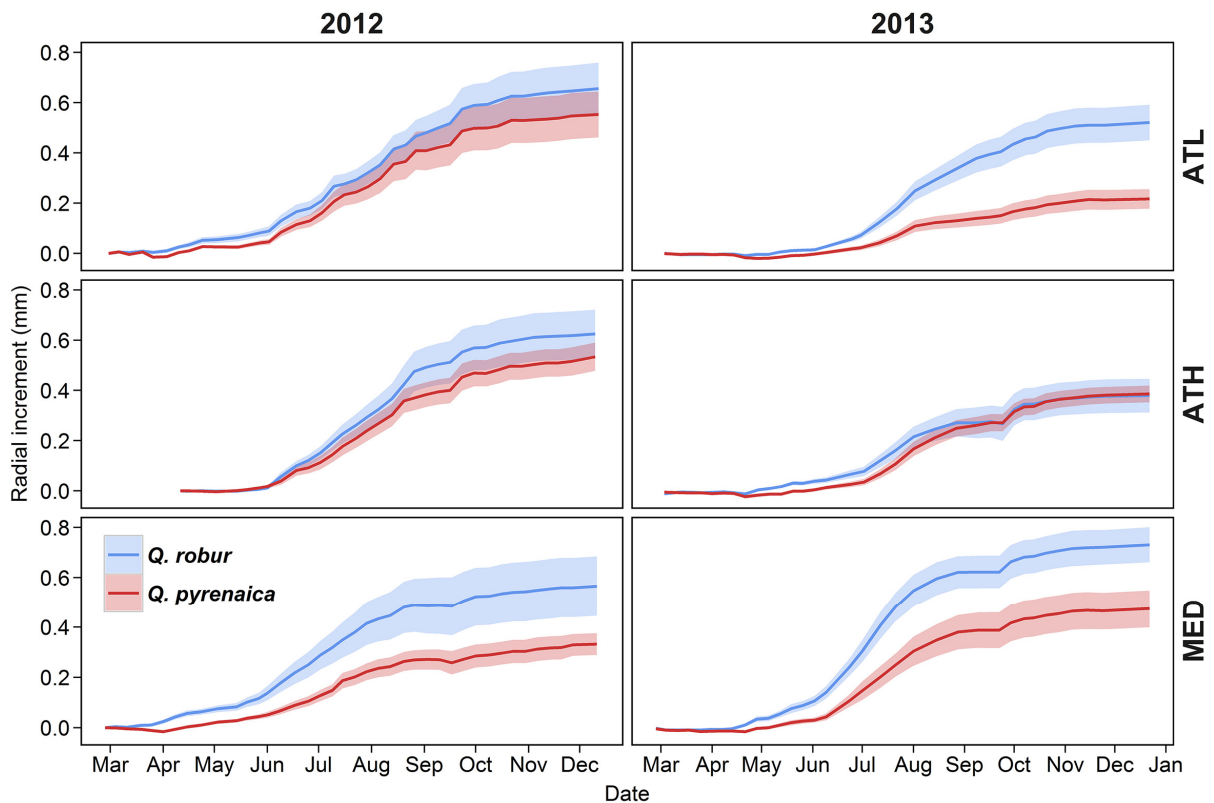 2012 2013
0.8
0.6
0.4
0.2
0.0
ATL
Radial increment (mm)
0.8
0.6
0.4
0.2
0.0
ATH
0.8
0.6
0.4
0.2
0.0
Q. robur
Q. pyrenaica
MED
Mar Apr May Jun Jul Aug Sep Oct Nov Dec Mar Apr May Jun Jul Aug Sep Oct Nov Dec Jan
Date